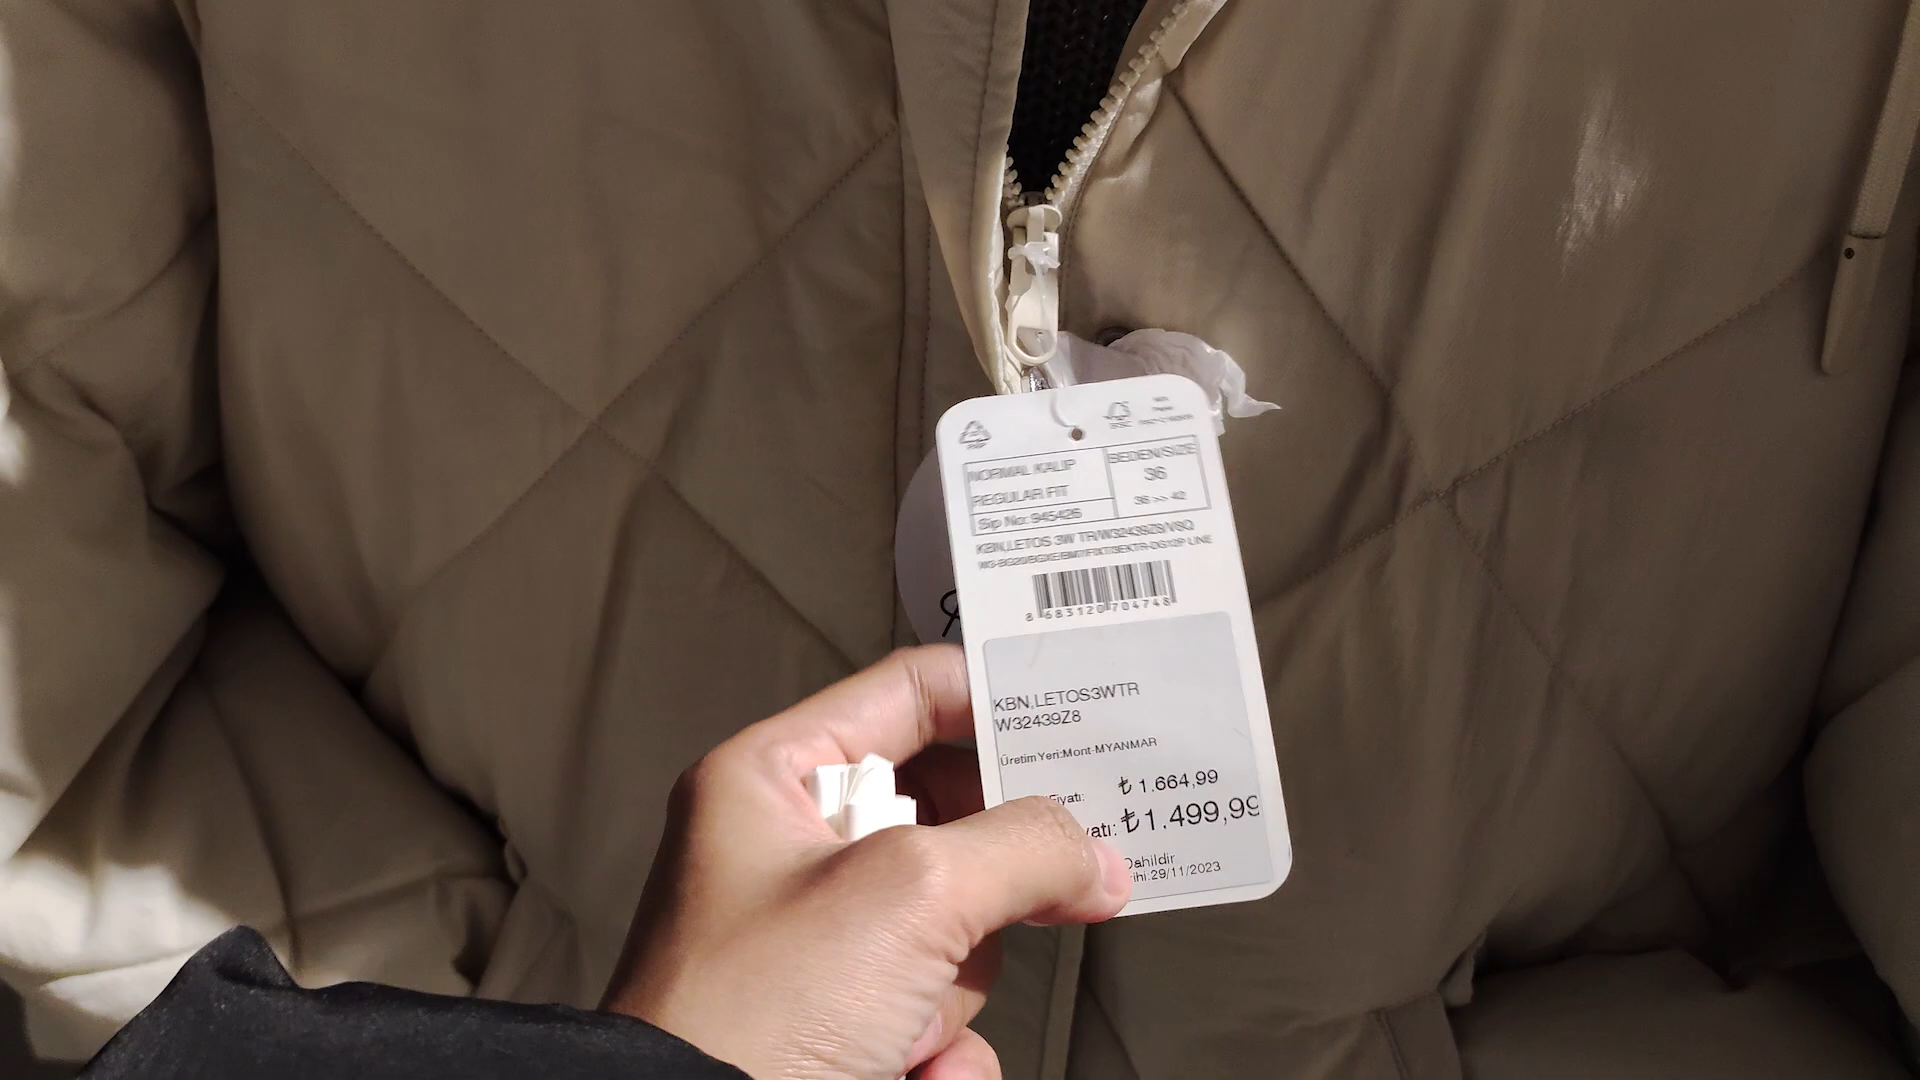 NORMAL KALIP
REGULAR FIT
BEDEN/SIZE
36
36 >> 42
Sip No: 945426
KBN,LETOS 3W TR/W32439Z8/VSQ
8 683120 704748
KBN,LETOS3WTR
W32439Z8
Üretim Yeri:Mont-MYANMAR
Fiyatı: ₺ 1.664,99
yatı: ₺1.499,99
Dahildir
ihi:29/11/2023